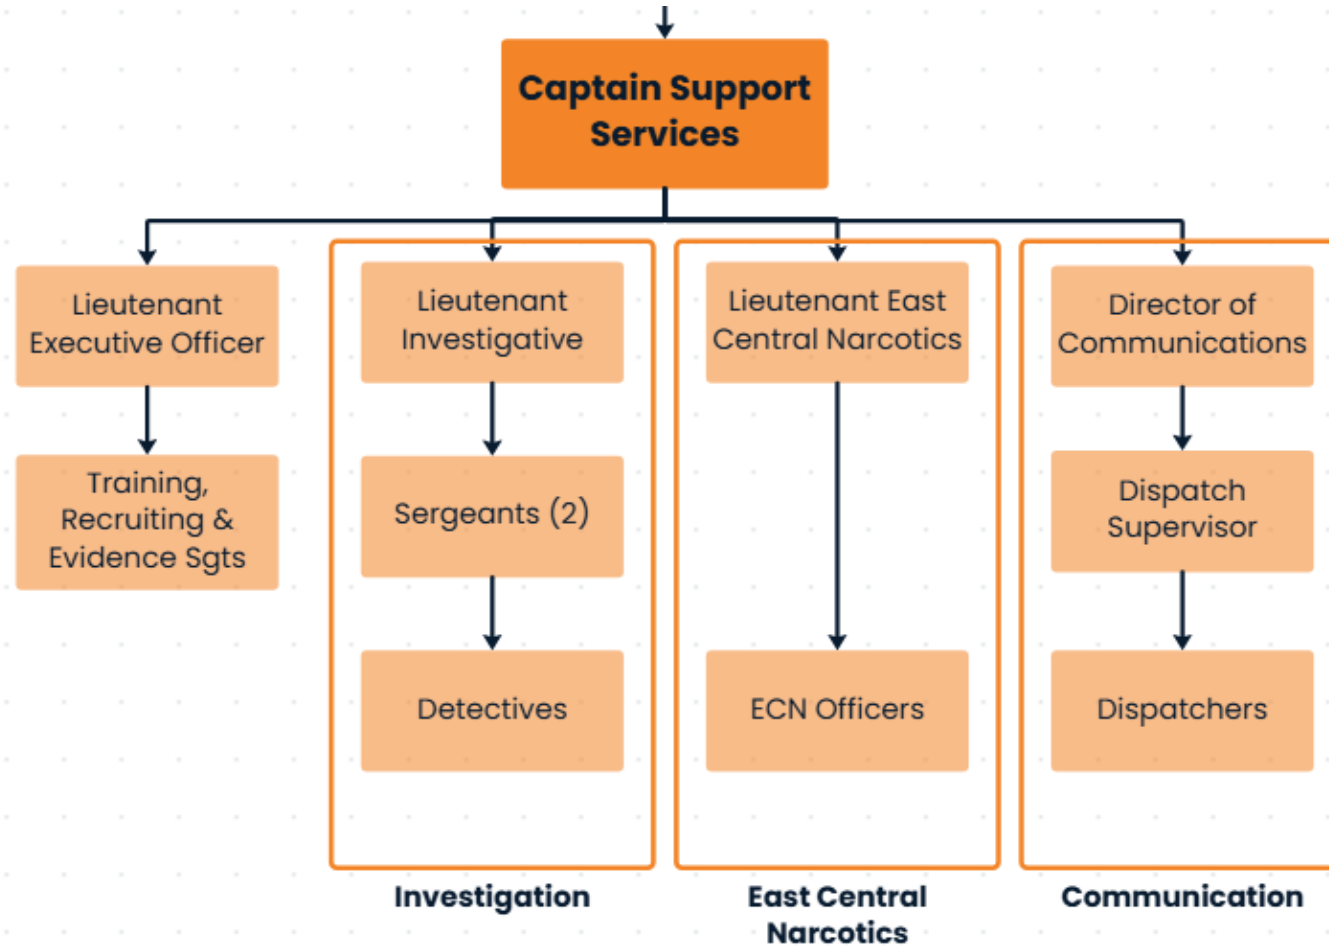 Captain Support
Services
Lieutenant
Executive Officer
Lieutenant
Investigative
Lieutenant East
Central Narcotics
Director of
Communications
Training,
Recruiting &
Evidence Sgts
Sergeants (2)
Dispatch
Supervisor
Detectives
ECN Officers
Dispatchers
Investigation
East Central
Narcotics
Communication